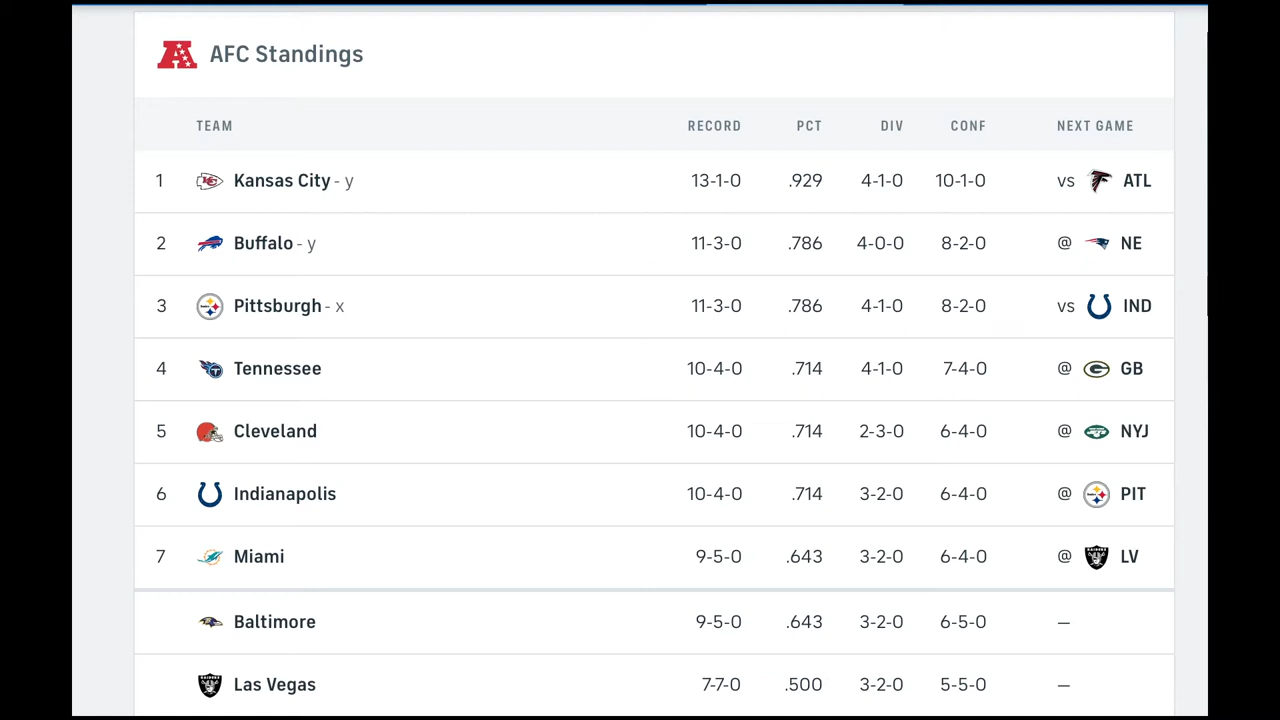 AFC Standings
TEAM RECORD PCT DIV CONF NEXT GAME
1 Kansas City - y 13-1-0 .929 4-1-0 10-1-0 vs ATL
2 Buffalo - y 11-3-0 .786 4-0-0 8-2-0 @ NE
3 Pittsburgh - x 11-3-0 .786 4-1-0 8-2-0 vs IND
4 Tennessee 10-4-0 .714 4-1-0 7-4-0 @ GB
5 Cleveland 10-4-0 .714 2-3-0 6-4-0 @ NYJ
6 Indianapolis 10-4-0 .714 3-2-0 6-4-0 @ PIT
7 Miami 9-5-0 .643 3-2-0 6-4-0 @ LV
Baltimore 9-5-0 .643 3-2-0 6-5-0 —
Las Vegas 7-7-0 .500 3-2-0 5-5-0 —